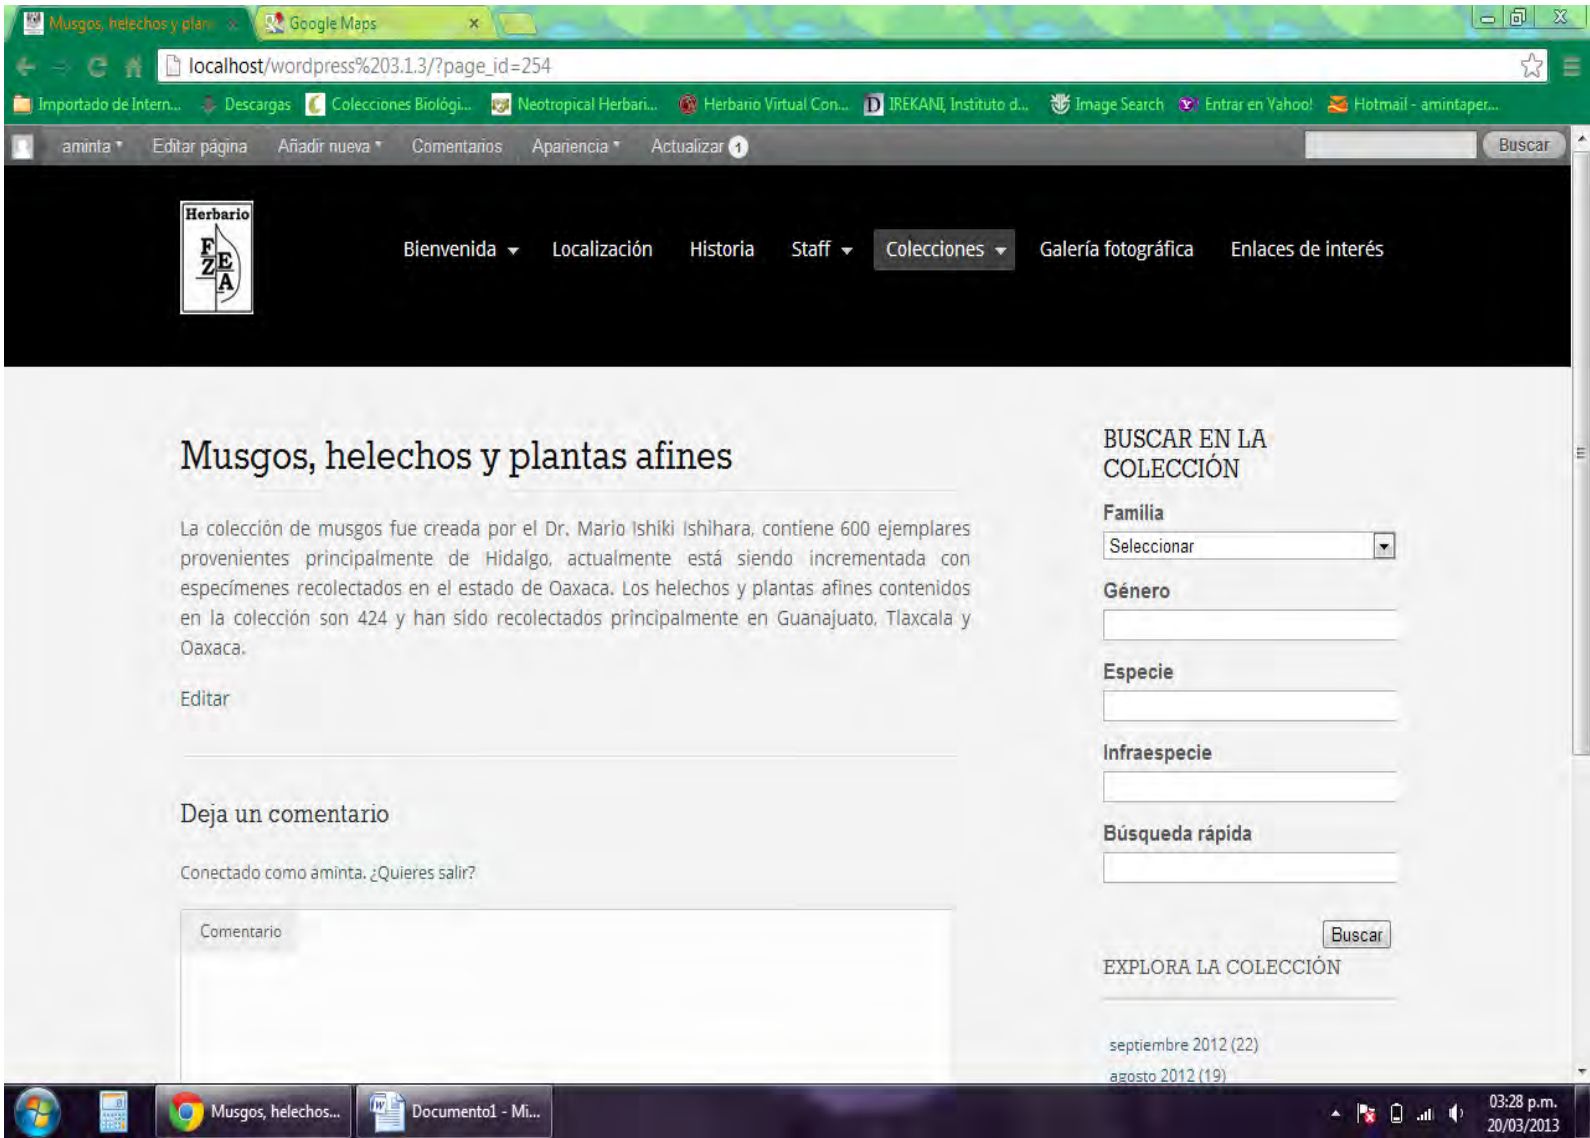 Musgos, helechos y plan
Google Maps
localhost/wordpress%203.1.3/?page_id=254
Importado de Intern...
Descargas
Colecciones Biológi...
Neotropical Herbari...
Herbario Virtual Con...
IREKANI, Instituto d...
Image Search
Entrar en Yahoo!
Hotmail - amintaper...
aminta
Editar página
Añadir nueva
Comentarios
Apariencia
Actualizar 1
Buscar
Herbario
FEZA
Bienvenida
Localización
Historia
Staff
Colecciones
Galería fotográfica
Enlaces de interés
Musgos, helechos y plantas afines
La colección de musgos fue creada por el Dr. Mario Ishiki Ishihara, contiene 600 ejemplares
provenientes principalmente de Hidalgo, actualmente está siendo incrementada con
especímenes recolectados en el estado de Oaxaca. Los helechos y plantas afines contenidos
en la colección son 424 y han sido recolectados principalmente en Guanajuato, Tlaxcala y
Oaxaca.
Editar
Deja un comentario
Conectado como aminta. ¿Quieres salir?
Comentario
BUSCAR EN LA
COLECCIÓN
Familia
Seleccionar
Género
Especie
Infraespecie
Búsqueda rápida
Buscar
EXPLORA LA COLECCIÓN
septiembre 2012 (22)
agosto 2012 (19)
Musgos, helechos...
Documento1 - Mi...
03:28 p.m.
20/03/2013